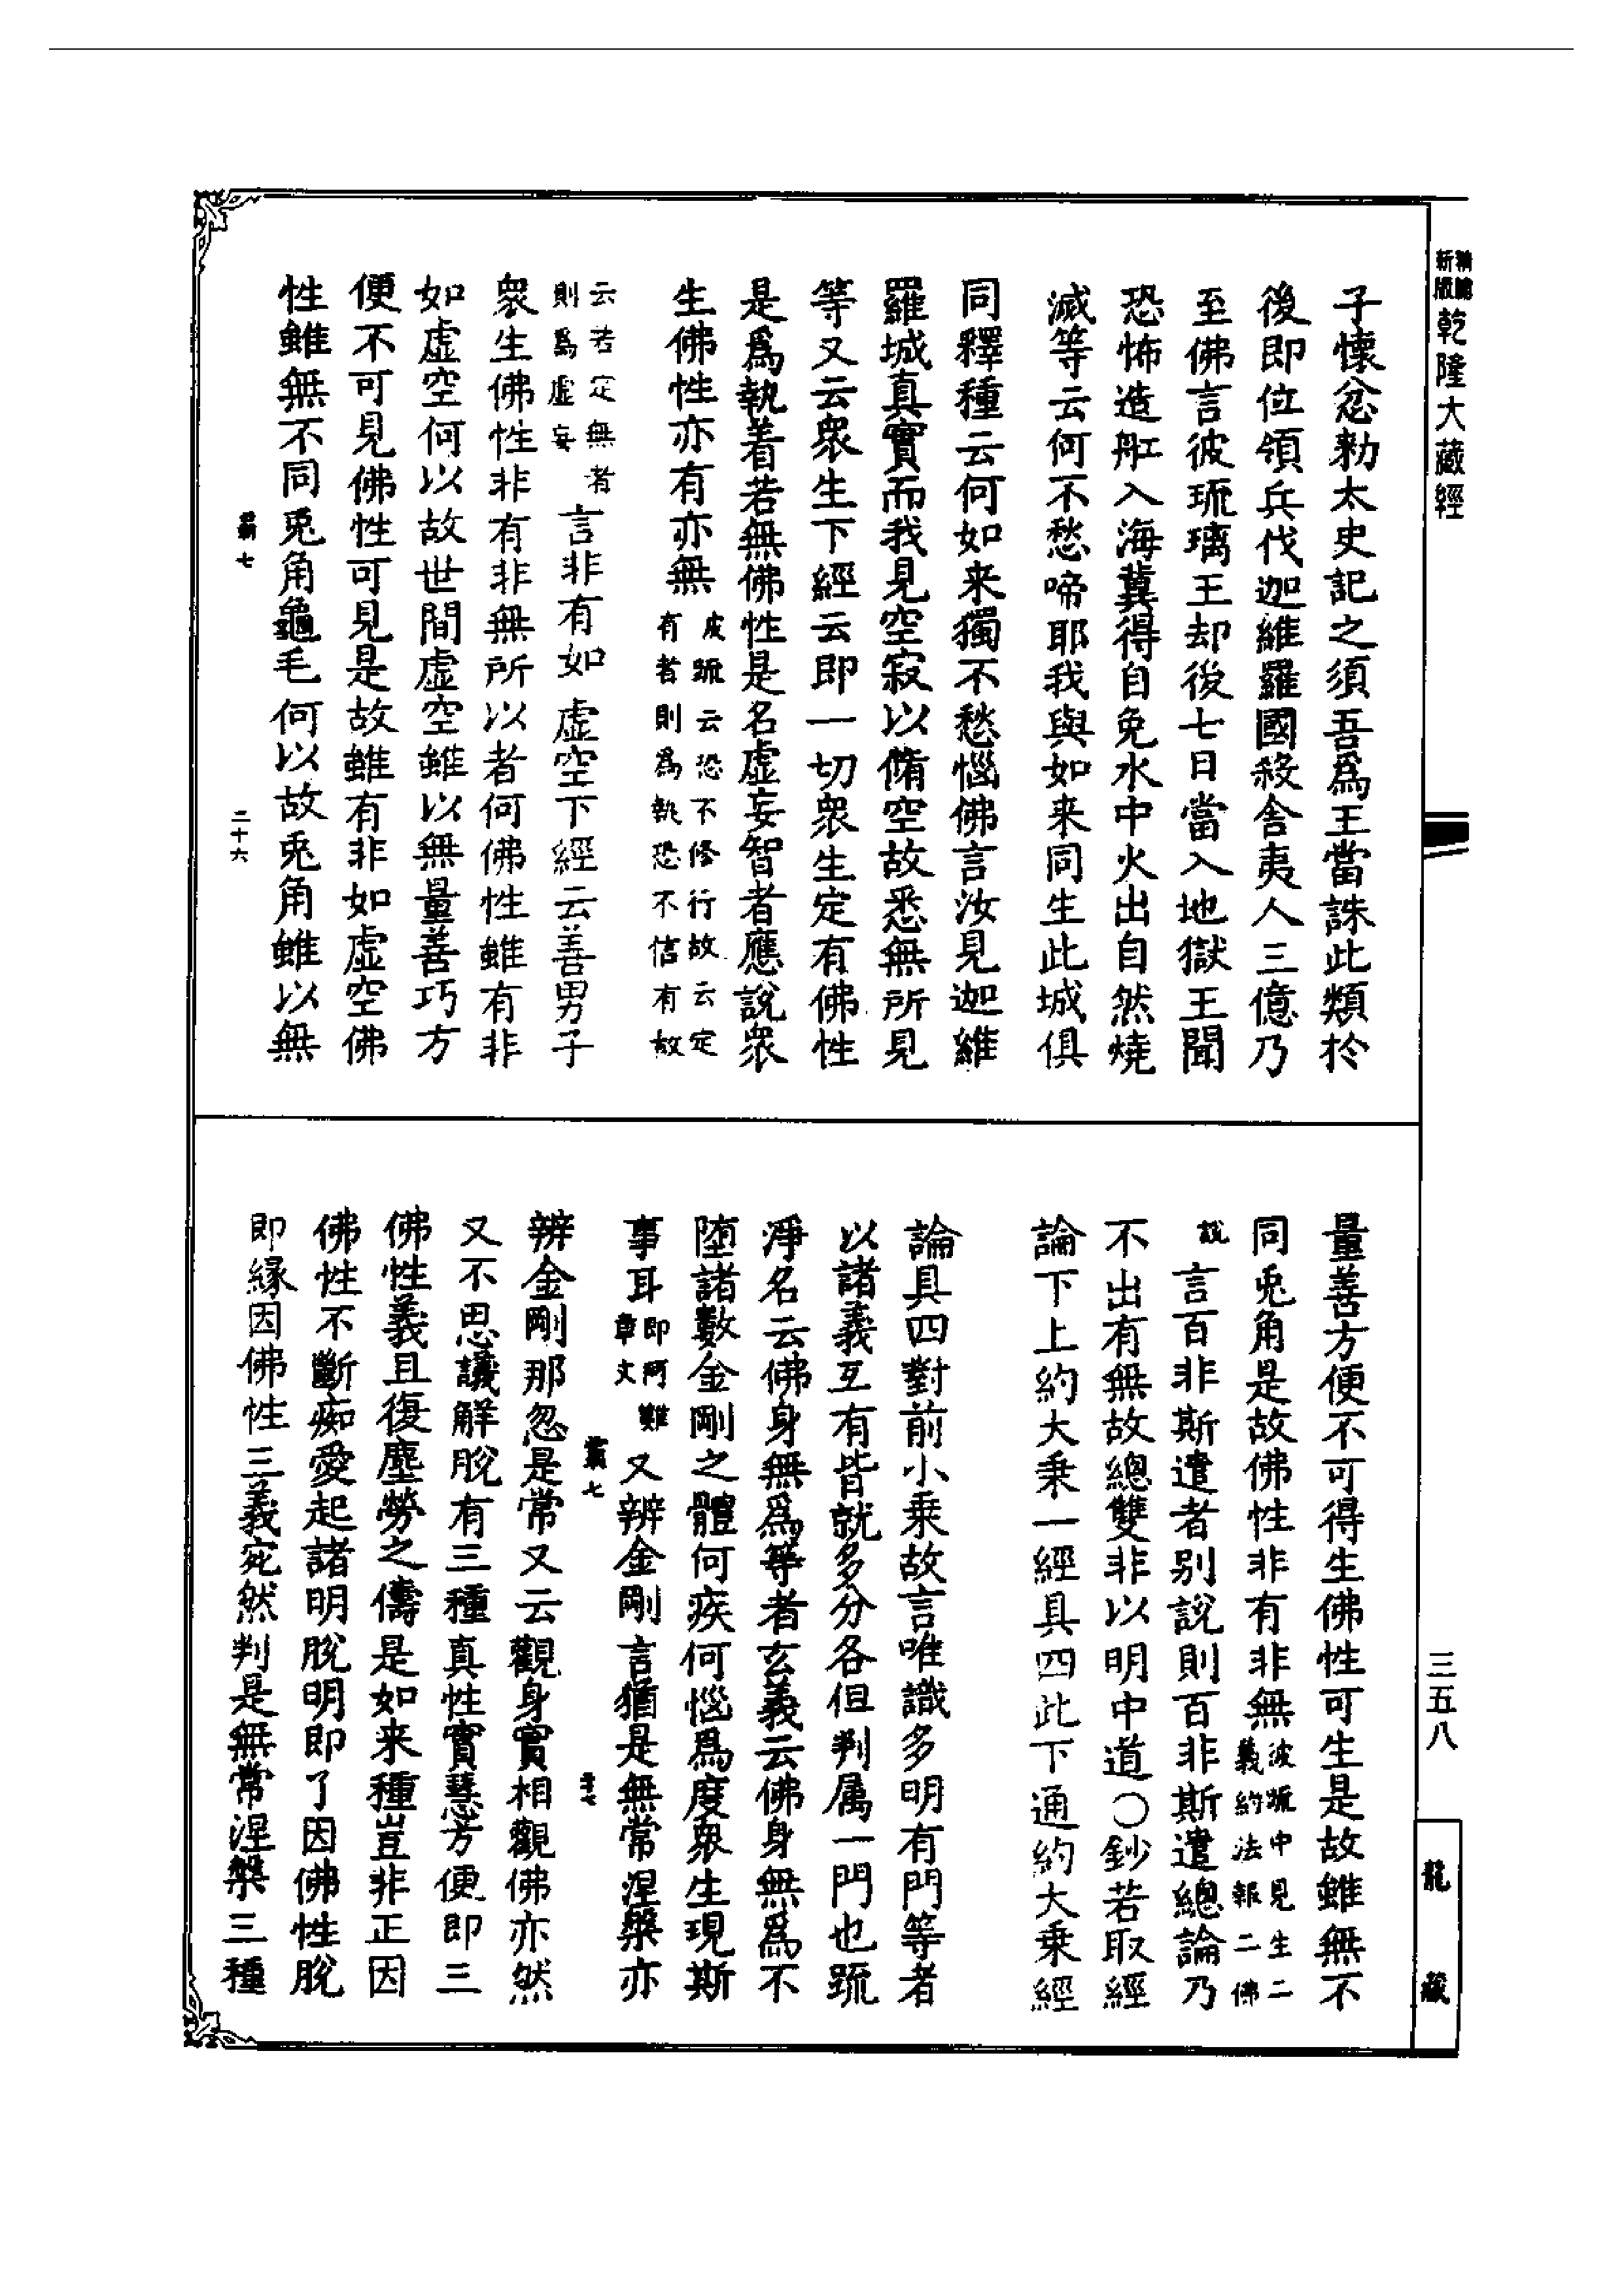 新版
精縮
乾隆大藏經
子懷忿勑太史記之須吾爲王當誅此類於
後即位領兵伐迦維羅國殺舍夷人三億乃
至佛言彼琉璃王却後七日當入地獄王聞
恐怖造舡入海冀得自免水中火出自然燒
滅等云何不愁啼耶我與如来同生此城俱
同釋種云何如来獨不愁惱佛言汝見迦維
羅城真實而我見空寂以脩空故悉無所見
等又云衆生下經云即一切衆生定有佛性
是爲執着若無佛性是名虚妄智者應說衆
生佛性亦有亦無
皮䟽云恐不修行故云定
有者則爲執恐不信有故
云若定無者
則爲虚妄
言非有如虚空下經云善男子
衆生佛性非有非無所以者何佛性雖有非
如虚空何以故世間虚空雖以無量善巧方
便不可見佛性可見是故雖有非如虚空佛
性雖無不同兎角龜毛何以故兎角雖以無
七
二十六
量善方便不可得生佛性可生是故雖無不
同兎角是故佛性非有非無
彼䟽中見生二
義約法報二佛
說
言百非斯遣者别說則百非斯遣總論乃
不出有無故總雙非以明中道○鈔若取經
論下上約大乗一經具四此下通約大乗經
論具四對前小乗故言唯識多明有門等者
以諸義互有皆就多分各但判属一門也䟽
淨名云佛身無爲等者玄義云佛身無爲不
墮諸數金剛之體何疾何惱爲度衆生現斯
事耳
即阿難
章文
又辨金剛言猶是無常涅槃亦
七
辨金剛那忽是常又云觀身實相觀佛亦然
又不思議解脫有三種真性實慧方便即三
佛性義且復塵勞之儔是如来種豈非正因
佛性不斷痴愛起諸明脫明即了因佛性脫
即縁因佛性三義宛然判是無常涅槃三種
三五八
龍藏